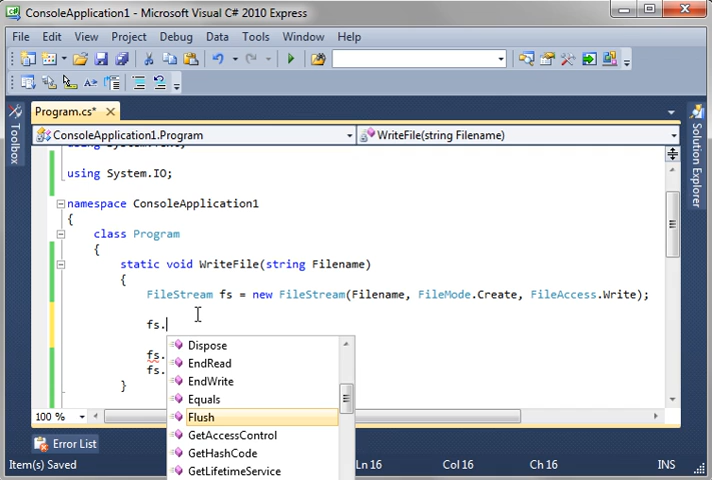 ConsoleApplication1 - Microsoft Visual C# 2010 Express
File Edit View Project Debug Data Tools Window Help
Program.cs*
ConsoleApplication1.Program WriteFile(string Filename)
Toolbox
Solution Explorer
using System.IO;
namespace ConsoleApplication1
{
class Program
{
static void WriteFile(string Filename)
{
FileStream fs = new FileStream(Filename, FileMode.Create, FileAccess.Write);
fs.
fs.
fs.
}
Dispose
EndRead
EndWrite
Equals
Flush
GetAccessControl
GetHashCode
GetLifetimeService
100 %
Error List
Item(s) Saved Ln 16 Col 16 Ch 16 INS